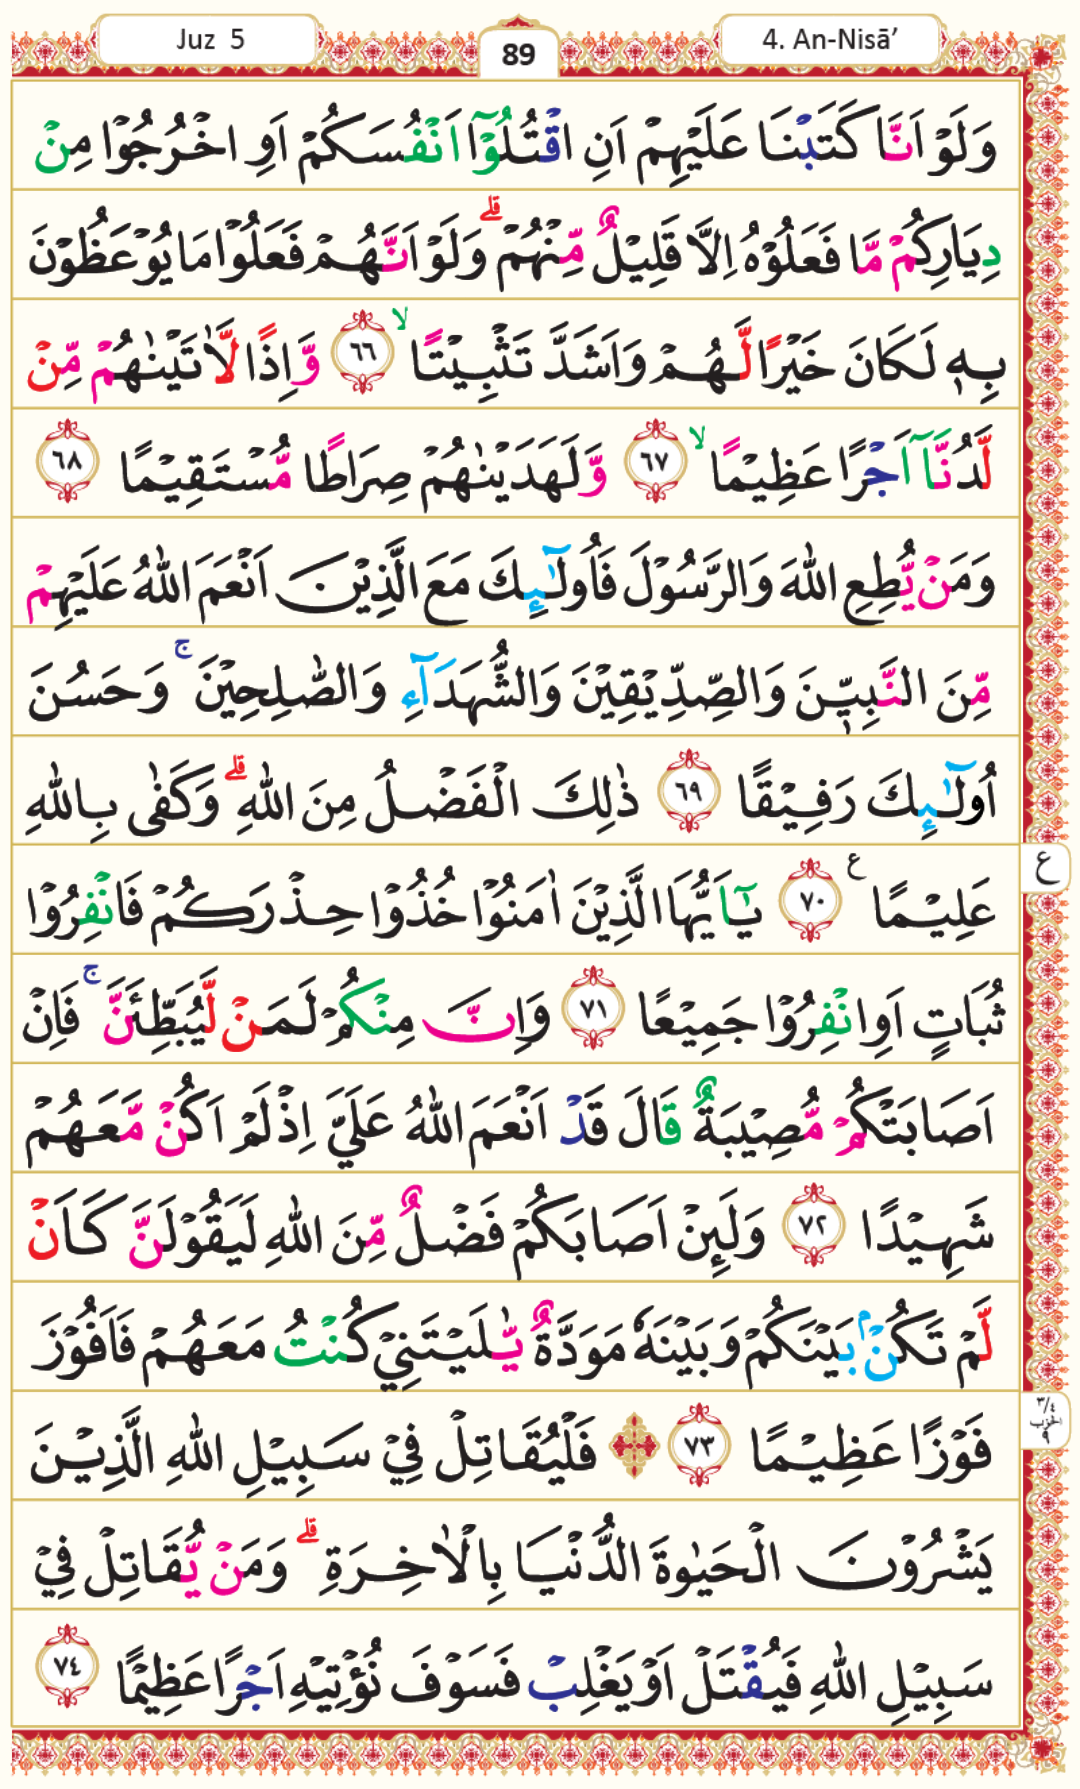 Juz 5
89
4. An-Nisā’
وَلَوْ اَنَّا كَتَبْنَا عَلَيْهِمْ اَنِ اقْتُلُوْٓا اَنْفُسَكُمْ اَوِ اخْرُجُوْا مِنْ
دِيَارِكُمْ مَّا فَعَلُوْهُ اِلَّا قَلِيْلٌ مِّنْهُمْ ۗ وَلَوْ اَنَّهُمْ فَعَلُوْا مَا يُوْعَظُوْنَ
بِهٖ لَكَانَ خَيْرًا لَّهُمْ وَاَشَدَّ تَثْبِيْتًا ۙ ٦٦ وَّاِذًا لَّاٰتَيْنٰهُمْ مِّنْ
لَّدُنَّآ اَجْرًا عَظِيْمًا ۙ ٦٧ وَّلَهَدَيْنٰهُمْ صِرَاطًا مُّسْتَقِيْمًا ٦٨
وَمَنْ يُّطِعِ اللّٰهَ وَالرَّسُوْلَ فَاُولٰۤىِٕكَ مَعَ الَّذِيْنَ اَنْعَمَ اللّٰهُ عَلَيْهِمْ
مِّنَ النَّبِيّٖنَ وَالصِّدِّيْقِيْنَ وَالشُّهَدَاۤءِ وَالصّٰلِحِيْنَ ۚ وَحَسُنَ
اُولٰۤىِٕكَ رَفِيْقًا ٦٩ ذٰلِكَ الْفَضْلُ مِنَ اللّٰهِ ۗ وَكَفٰى بِاللّٰهِ
عَلِيْمًا ع ٧٠ يٰٓاَيُّهَا الَّذِيْنَ اٰمَنُوْا خُذُوْا حِذْرَكُمْ فَانْفِرُوْا
ع
ثُبَاتٍ اَوِ انْفِرُوْا جَمِيْعًا ٧١ وَاِنَّ مِنْكُمْ لَمَنْ لَّيُبَطِّئَنَّ ۚ فَاِنْ
اَصَابَتْكُمْ مُّصِيْبَةٌ قَالَ قَدْ اَنْعَمَ اللّٰهُ عَلَيَّ اِذْ لَمْ اَكُنْ مَّعَهُمْ
شَهِيْدًا ٧٢ وَلَىِٕنْ اَصَابَكُمْ فَضْلٌ مِّنَ اللّٰهِ لَيَقُوْلَنَّ كَاَنْ
لَّمْ تَكُنْۢ بَيْنَكُمْ وَبَيْنَهٗ مَوَدَّةٌ يّٰلَيْتَنِيْ كُنْتُ مَعَهُمْ فَاَفُوْزَ
فَوْزًا عَظِيْمًا ٧٣ ۞ فَلْيُقَاتِلْ فِيْ سَبِيْلِ اللّٰهِ الَّذِيْنَ
٣/٤
الحزب
٩
يَشْرُوْنَ الْحَيٰوةَ الدُّنْيَا بِالْاٰخِرَةِ ۗ وَمَنْ يُّقَاتِلْ فِيْ
سَبِيْلِ اللّٰهِ فَيُقْتَلْ اَوْ يَغْلِبْ فَسَوْفَ نُؤْتِيْهِ اَجْرًا عَظِيْمًا ٧٤